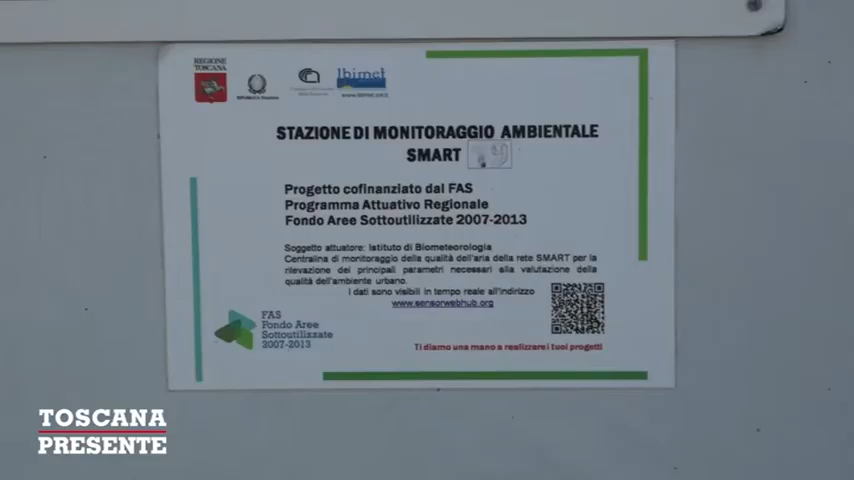 REGIONE
TOSCANA
Ibimet
STAZIONE DI MONITORAGGIO AMBIENTALE
SMART
Progetto cofinanziato dal FAS
Programma Attuativo Regionale
Fondo Aree Sottoutilizzate 2007-2013
Soggetto attuatore: Istituto di Biometeorologia
Centralina di monitoraggio della qualità dell'aria della rete SMART per la
rilevazione dei principali parametri necessari alla valutazione della
qualità dell'ambiente urbano.
I dati sono visibili in tempo reale all'indirizzo
www.sensorwebhub.org
FAS
Fondo Aree
Sottoutilizzate
2007-2013
Ti diamo una mano a realizzare i tuoi progetti
TOSCANA
PRESENTE